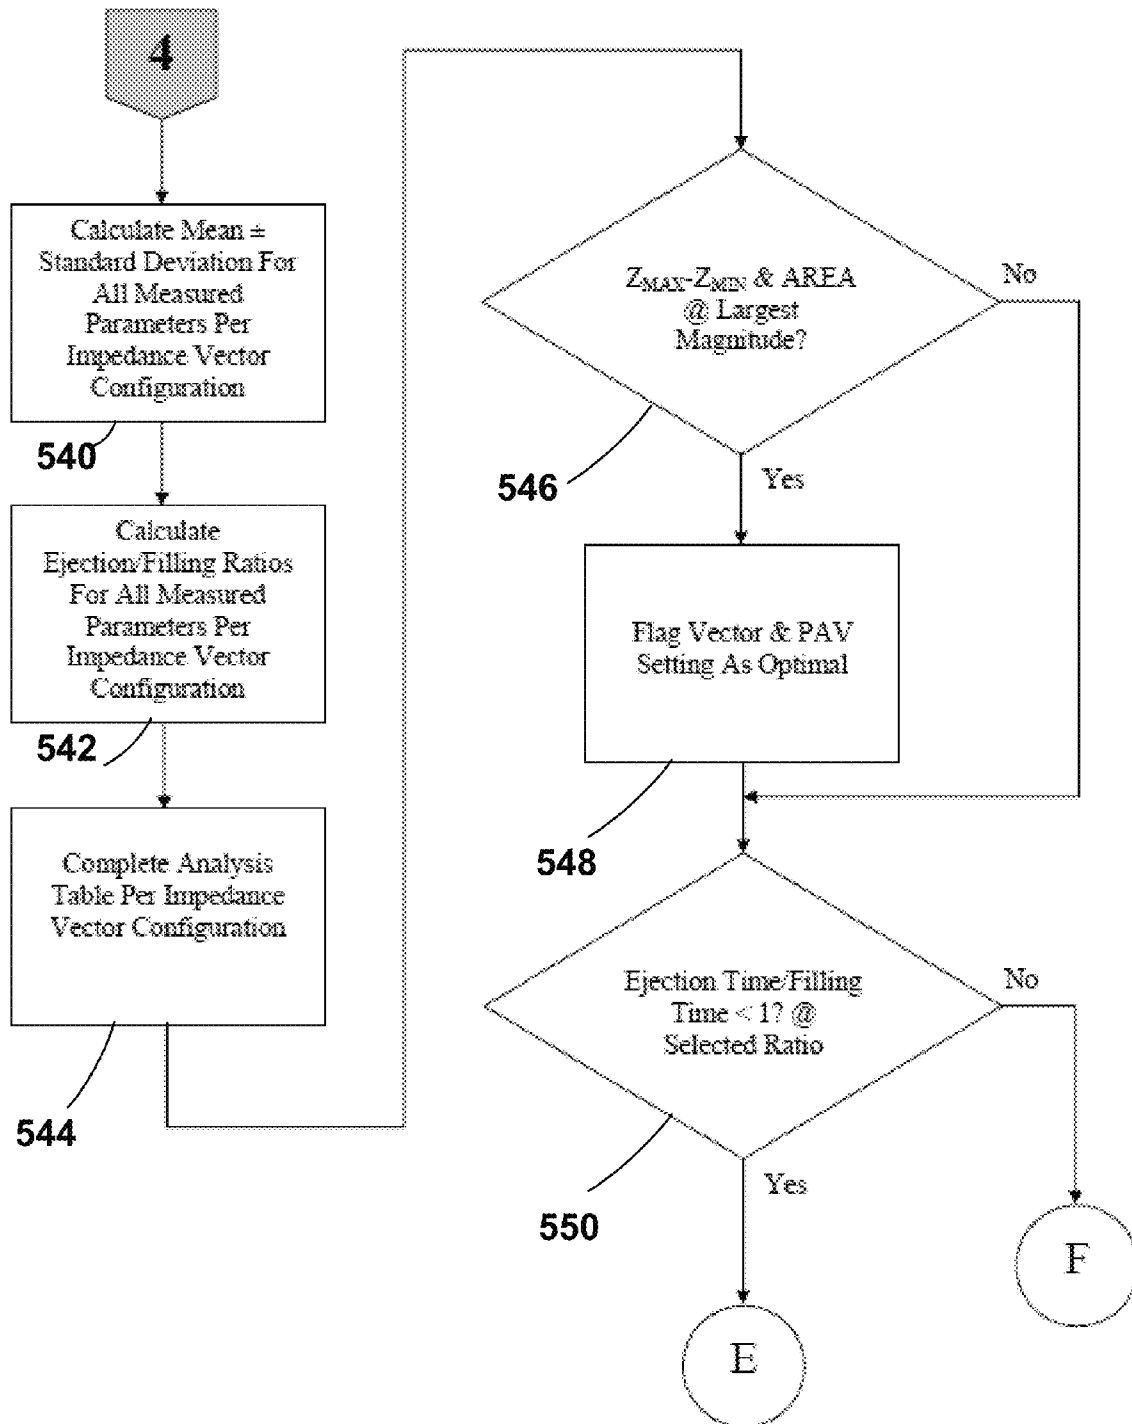 4
Calculate Mean ±
Standard Deviation For
All Measured
Parameters Per
Impedance Vector
Configuration
540
Calculate
Ejection/Filling Ratios
For All Measured
Parameters Per
Impedance Vector
Configuration
542
Complete Analysis
Table Per Impedance
Vector Configuration
544
Z_MAX-Z_MIN & AREA
@ Largest
Magnitude?
No
546
Yes
Flag Vector & PAV
Setting As Optimal
548
Ejection Time/Filling
Time < 1? @
Selected Ratio
No
550
Yes
F
E